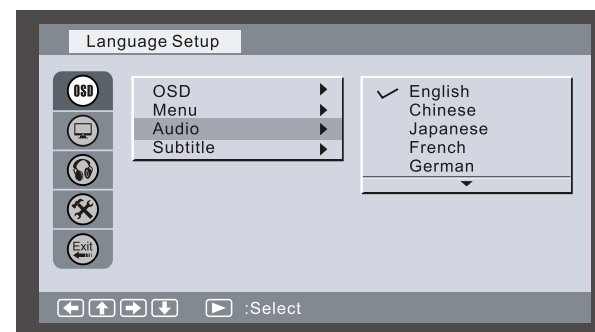 Language Setup
OSD
OSD
Menu
Audio
Subtitle
English
Chinese
Japanese
French
German
Exit
:Select